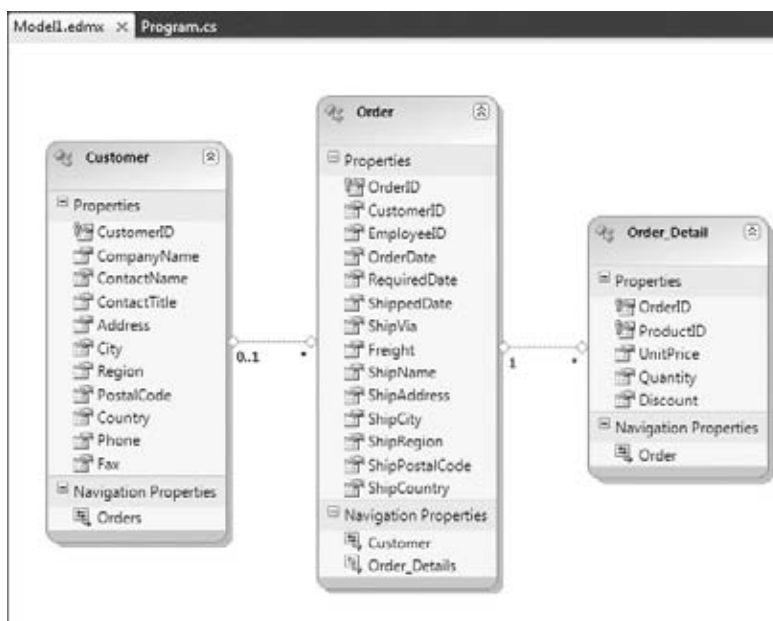 Model1.edmx Program.cs
Customer
Properties
CustomerID
CompanyName
ContactName
ContactTitle
Address
City
Region
PostalCode
Country
Phone
Fax
Navigation Properties
Orders
0..1
*
Order
Properties
OrderID
CustomerID
EmployeeID
OrderDate
RequiredDate
ShippedDate
ShipVia
Freight
ShipName
ShipAddress
ShipCity
ShipRegion
ShipPostalCode
ShipCountry
Navigation Properties
Customer
Order_Details
1
*
Order_Detail
Properties
OrderID
ProductID
UnitPrice
Quantity
Discount
Navigation Properties
Order